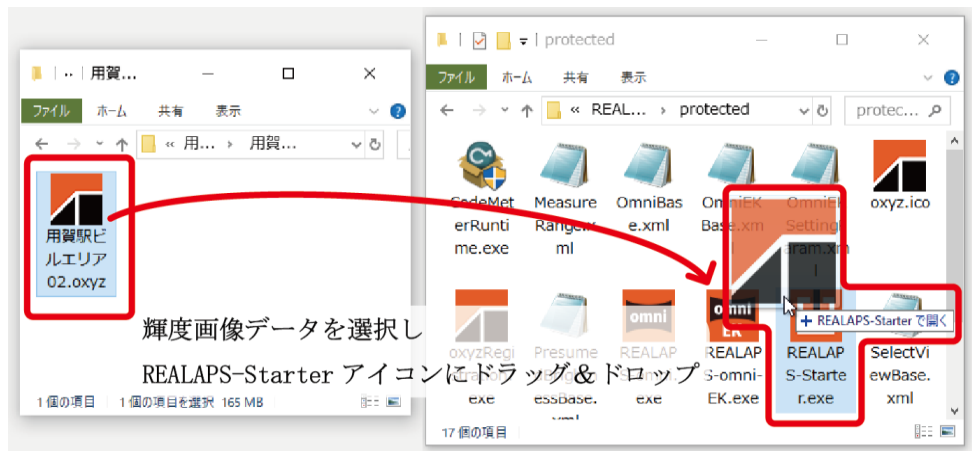 用賀...
ファイル ホーム 共有 表示
« 用... › 用賀...
用賀駅ビ
ルエリア
02.oxyz
1個の項目 1個の項目を選択 165 MB
protected
ファイル ホーム 共有 表示
« REAL... › protected
protec...
CodeMet
erRunti
me.exe
Measure
Range.x
ml
OmniBas
e.xml
OmniEK
Base.xm
l
OmniEK
Setting
aram.xm
l
oxyz.ico
oxyzRegi
exe
Presume
essBase.
xml
omni
REALAP
exe
omni
EK
REALAP
S-omni-
EK.exe
REALAP
S-Starte
r.exe
SelectVi
ewBase.
xml
+ REALAPS-Starter で開く
輝度画像データを選択し
REALAPS-Starter アイコンにドラッグ&ドロップ
17 個の項目